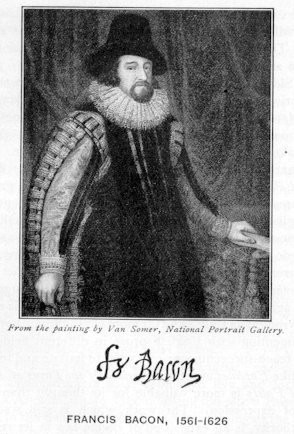 From the painting by Van Somer, National Portrait Gallery.
Fr Bacon
FRANCIS BACON, 1561-1626